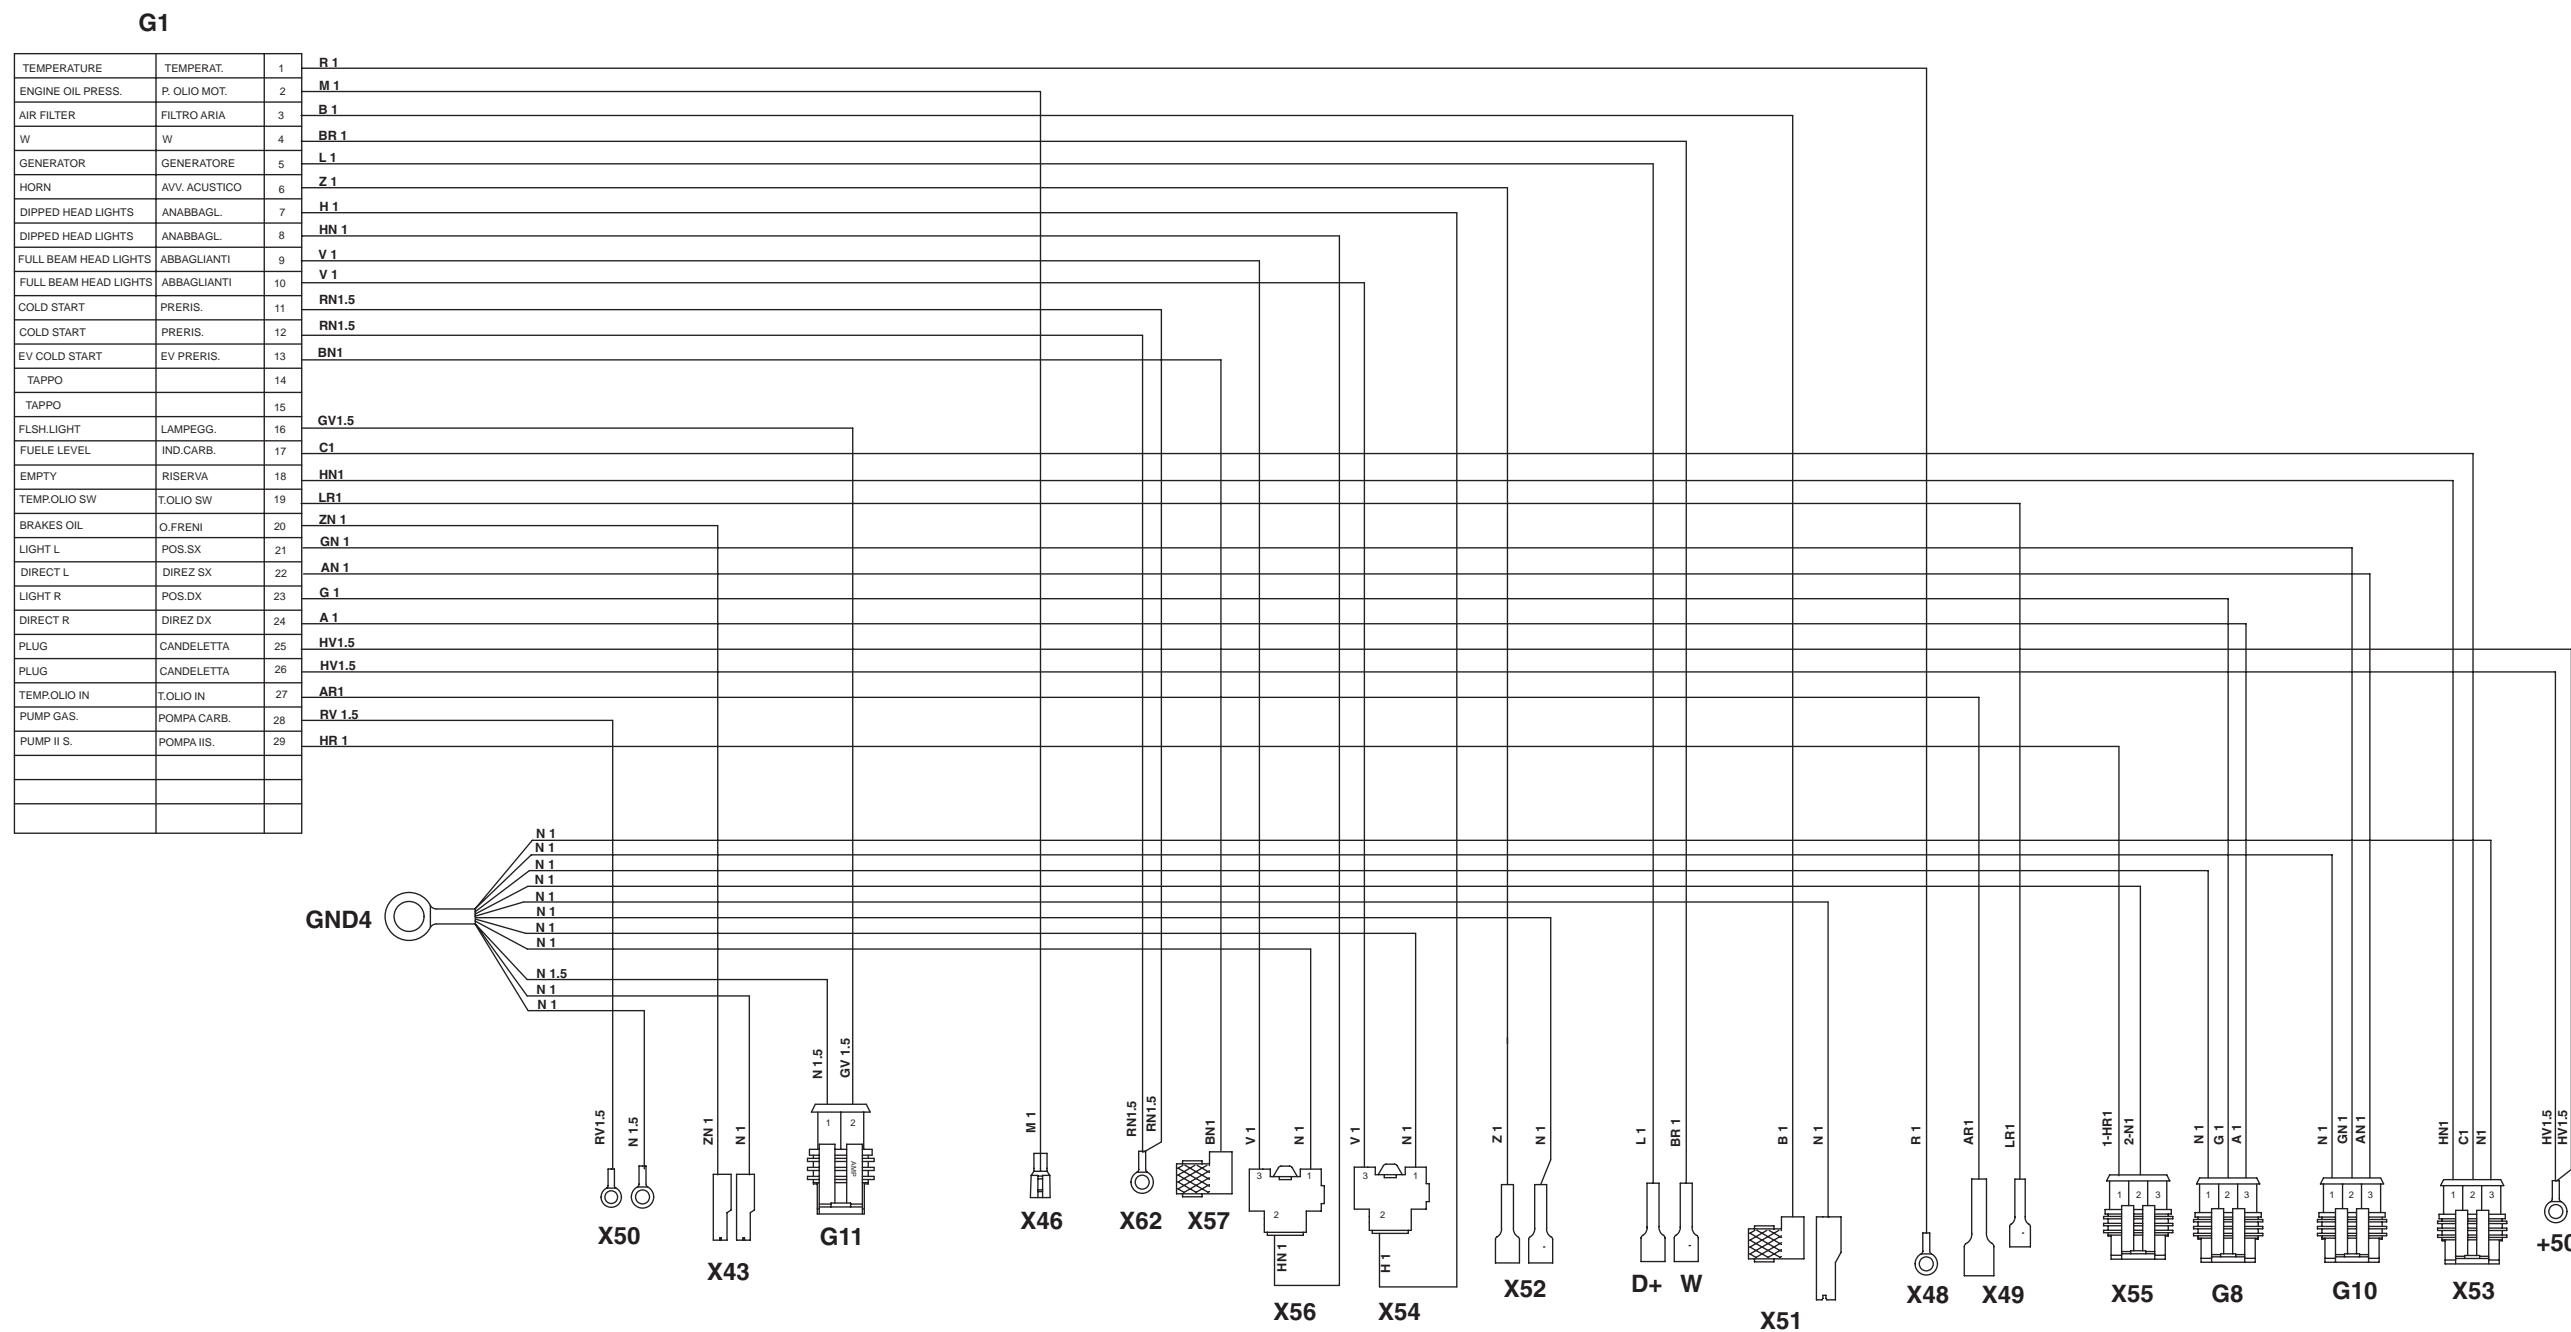 G1
TEMPERATURE TEMPERAT. 1 R 1
ENGINE OIL PRESS. P. OLIO MOT. 2 M 1
AIR FILTER FILTRO ARIA 3 B 1
W W 4 BR 1
GENERATOR GENERATORE 5 L 1
HORN AVV. ACUSTICO 6 Z 1
DIPPED HEAD LIGHTS ANABBAGL. 7 H 1
DIPPED HEAD LIGHTS ANABBAGL. 8 HN 1
FULL BEAM HEAD LIGHTS ABBAGLIANTI 9 V 1
FULL BEAM HEAD LIGHTS ABBAGLIANTI 10 V 1
COLD START PRERIS. 11 RN1.5
COLD START PRERIS. 12 RN1.5
EV COLD START EV PRERIS. 13 BN1
TAPPO 14
TAPPO 15
FLSH.LIGHT LAMPEGG. 16 GV1.5
FUELE LEVEL IND.CARB. 17 C1
EMPTY RISERVA 18 HN1
TEMP.OLIO SW T.OLIO SW 19 LR1
BRAKES OIL O.FRENI 20 ZN 1
LIGHT L POS.SX 21 GN 1
DIRECT L DIREZ SX 22 AN 1
LIGHT R POS.DX 23 G 1
DIRECT R DIREZ DX 24 A 1
PLUG CANDELETTA 25 HV1.5
PLUG CANDELETTA 26 HV1.5
TEMP.OLIO IN T.OLIO IN 27 AR1
PUMP GAS. POMPA CARB. 28 RV 1.5
PUMP II S. POMPA IIS. 29 HR 1
N 1
N 1
N 1
N 1
N 1
N 1
N 1
N 1
GND4
N 1.5
N 1
N 1
RV1.5 N 1.5 ZN 1 N 1 N 1.5 GV 1.5 M 1 RN1.5 RN1.5 BN1 V 1 N 1 V 1 N 1 Z 1 N 1 L 1 BR 1 B 1 N 1 R 1 AR1 LR1 1-HR1 2-N1 N 1 G 1 A 1 N 1 GN1 AN1 HN1 C1 N1 HV1.5 HV1.5
1 2 AMP 3 1 3 1 1 2 3 1 2 3 1 2 3 1 2 3
2 2
HN 1 H 1
X50 X43 G11 X46 X62 X57 X56 X54 X52 D+ W X51 X48 X49 X55 G8 G10 X53 +50